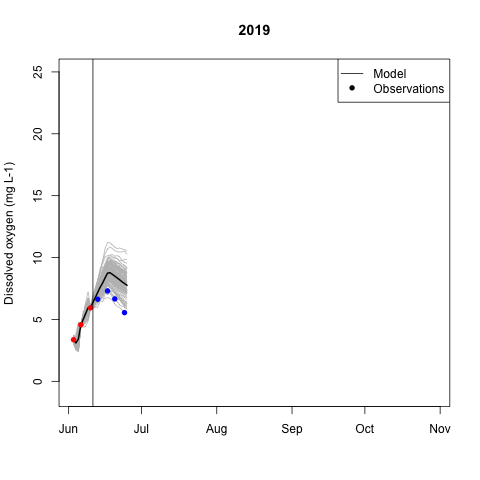 2019
Model
Observations
Dissolved oxygen (mg L-1)
25
20
15
10
5
0
Jun Jul Aug Sep Oct Nov